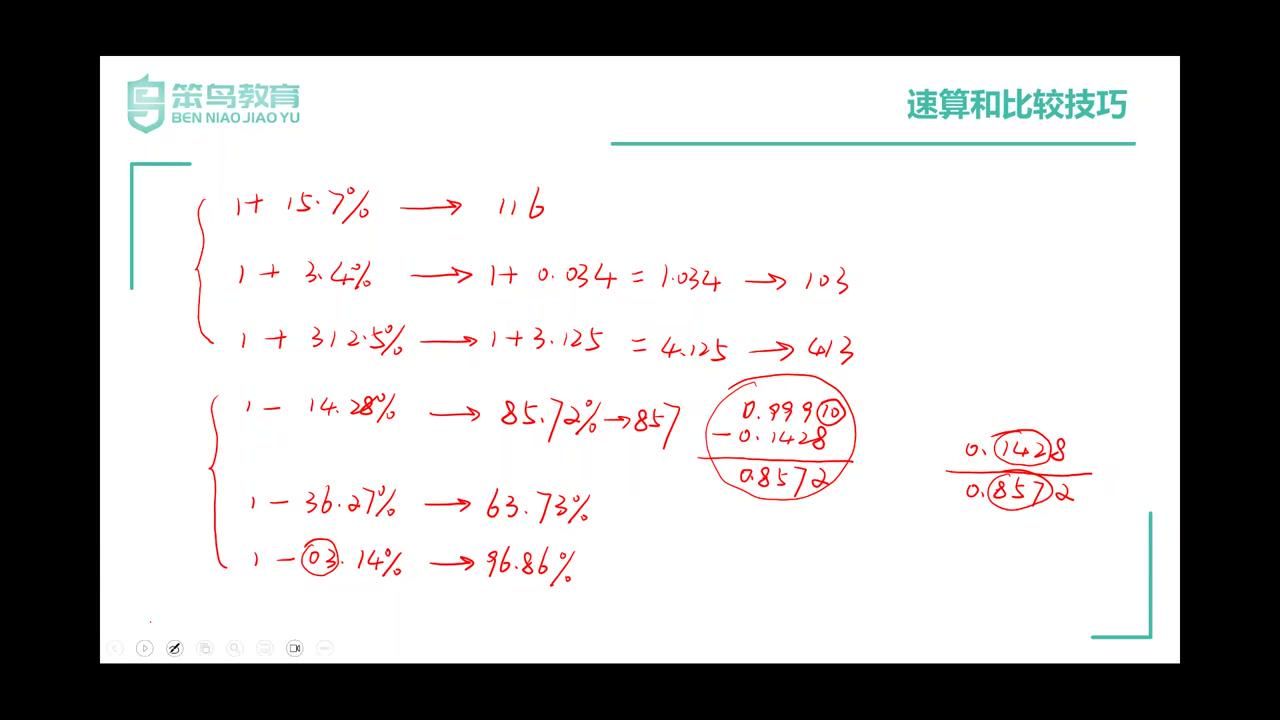 笨鸟教育
BEN NIAO JIAO YU
速算和比较技巧
1+ 15.7% → 116
1 + 3.4% → 1+ 0.034 = 1.034 → 103
1 + 312.5% → 1+3.125 = 4.125 → 413
1 - 14.28% → 85.72% → 857
0.999 10
- 0.1428
0.8572
0.1428
0.8572
1 - 36.27% → 63.73%
1 - 03.14% → 96.86%